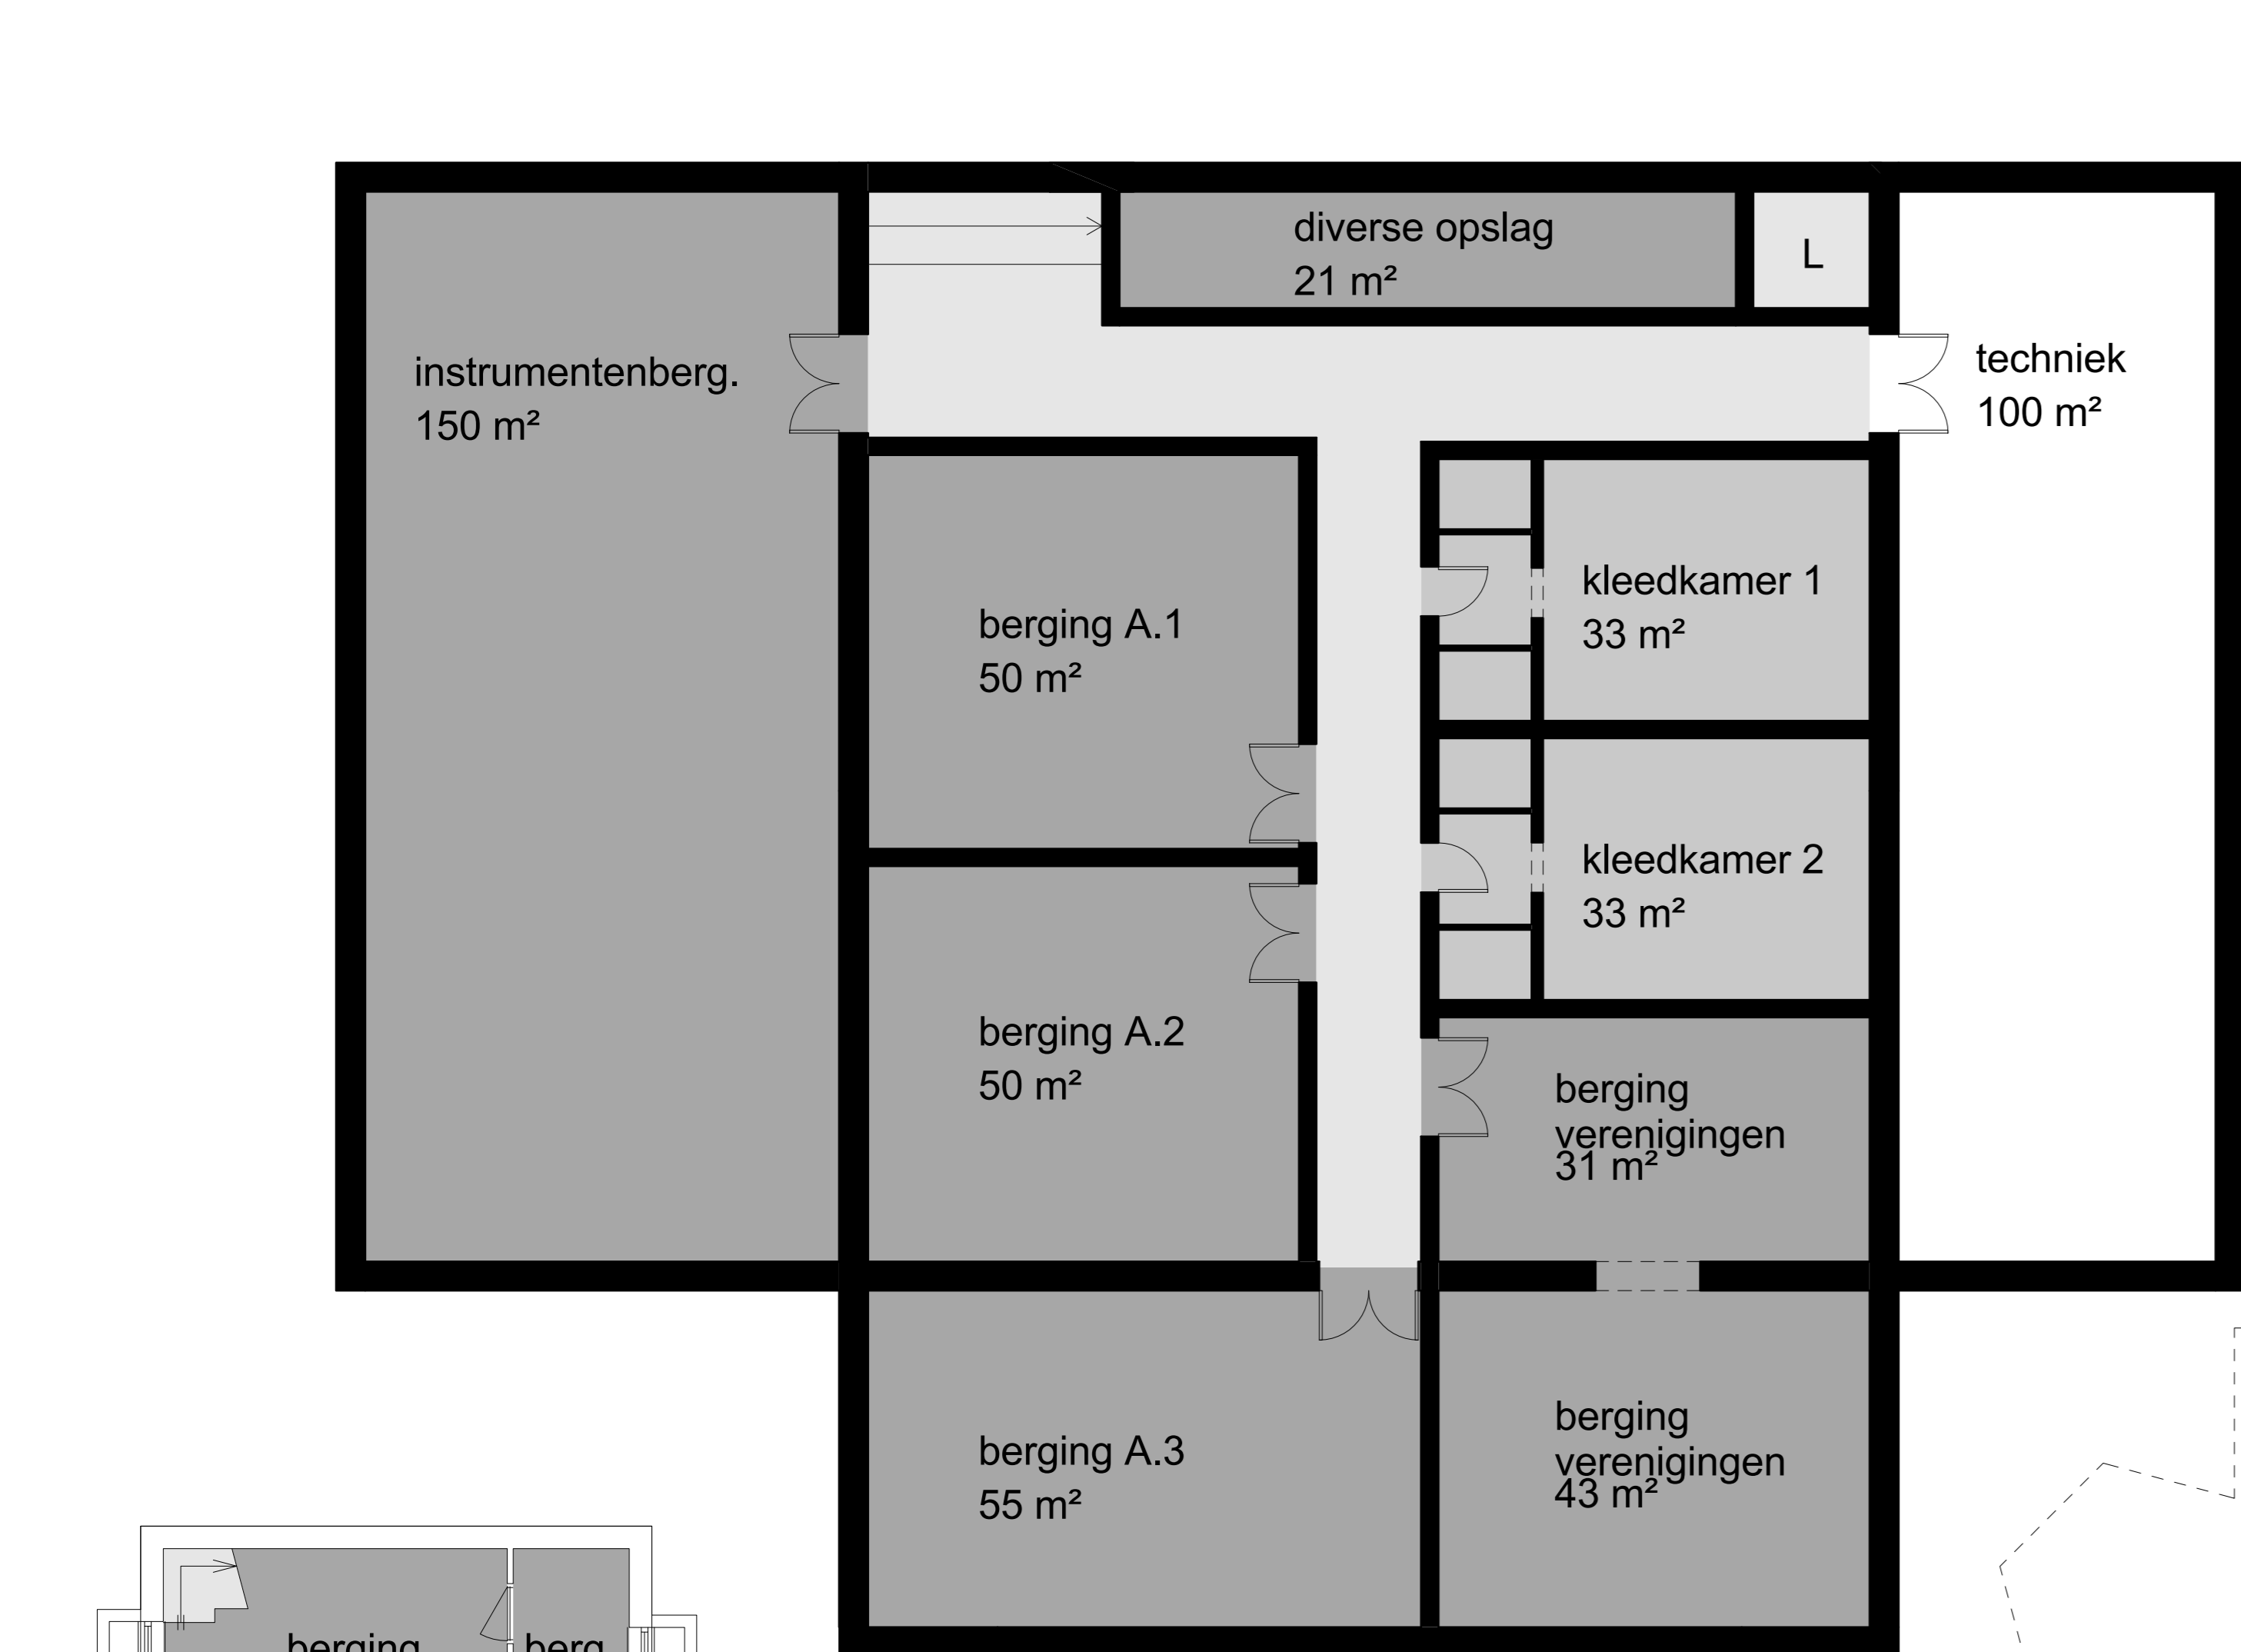 diverse opslag
21 m²
L
instrumentenberg.
150 m²
techniek
100 m²
kleedkamer 1
33 m²
berging A.1
50 m²
kleedkamer 2
33 m²
berging A.2
50 m²
berging
verenigingen
31 m²
berging A.3
55 m²
berging
verenigingen
43 m²
berging
berg